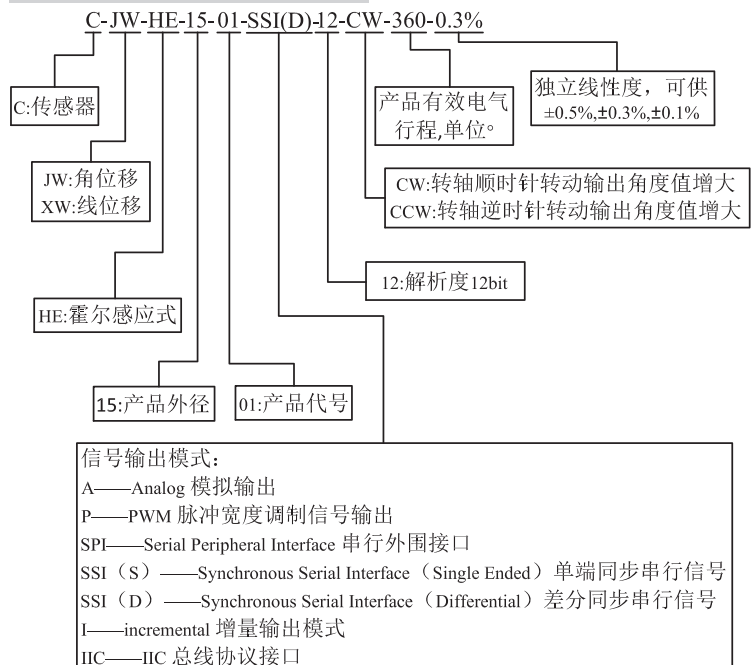 C-JW-HE-15-01-SSI(D)-12-CW-360-0.3%
C:传感器
产品有效电气
行程,单位°
独立线性度，可供
±0.5%,±0.3%,±0.1%
JW:角位移
XW:线位移
CW:转轴顺时针转动输出角度值增大
CCW:转轴逆时针转动输出角度值增大
12:解析度12bit
HE:霍尔感应式
15:产品外径
01:产品代号
信号输出模式：
A——Analog 模拟输出
P——PWM 脉冲宽度调制信号输出
SPI——Serial Peripheral Interface 串行外围接口
SSI（S）——Synchronous Serial Interface（Single Ended）单端同步串行信号
SSI（D）——Synchronous Serial Interface（Differential）差分同步串行信号
I——incremental 增量输出模式
IIC——IIC 总线协议接口